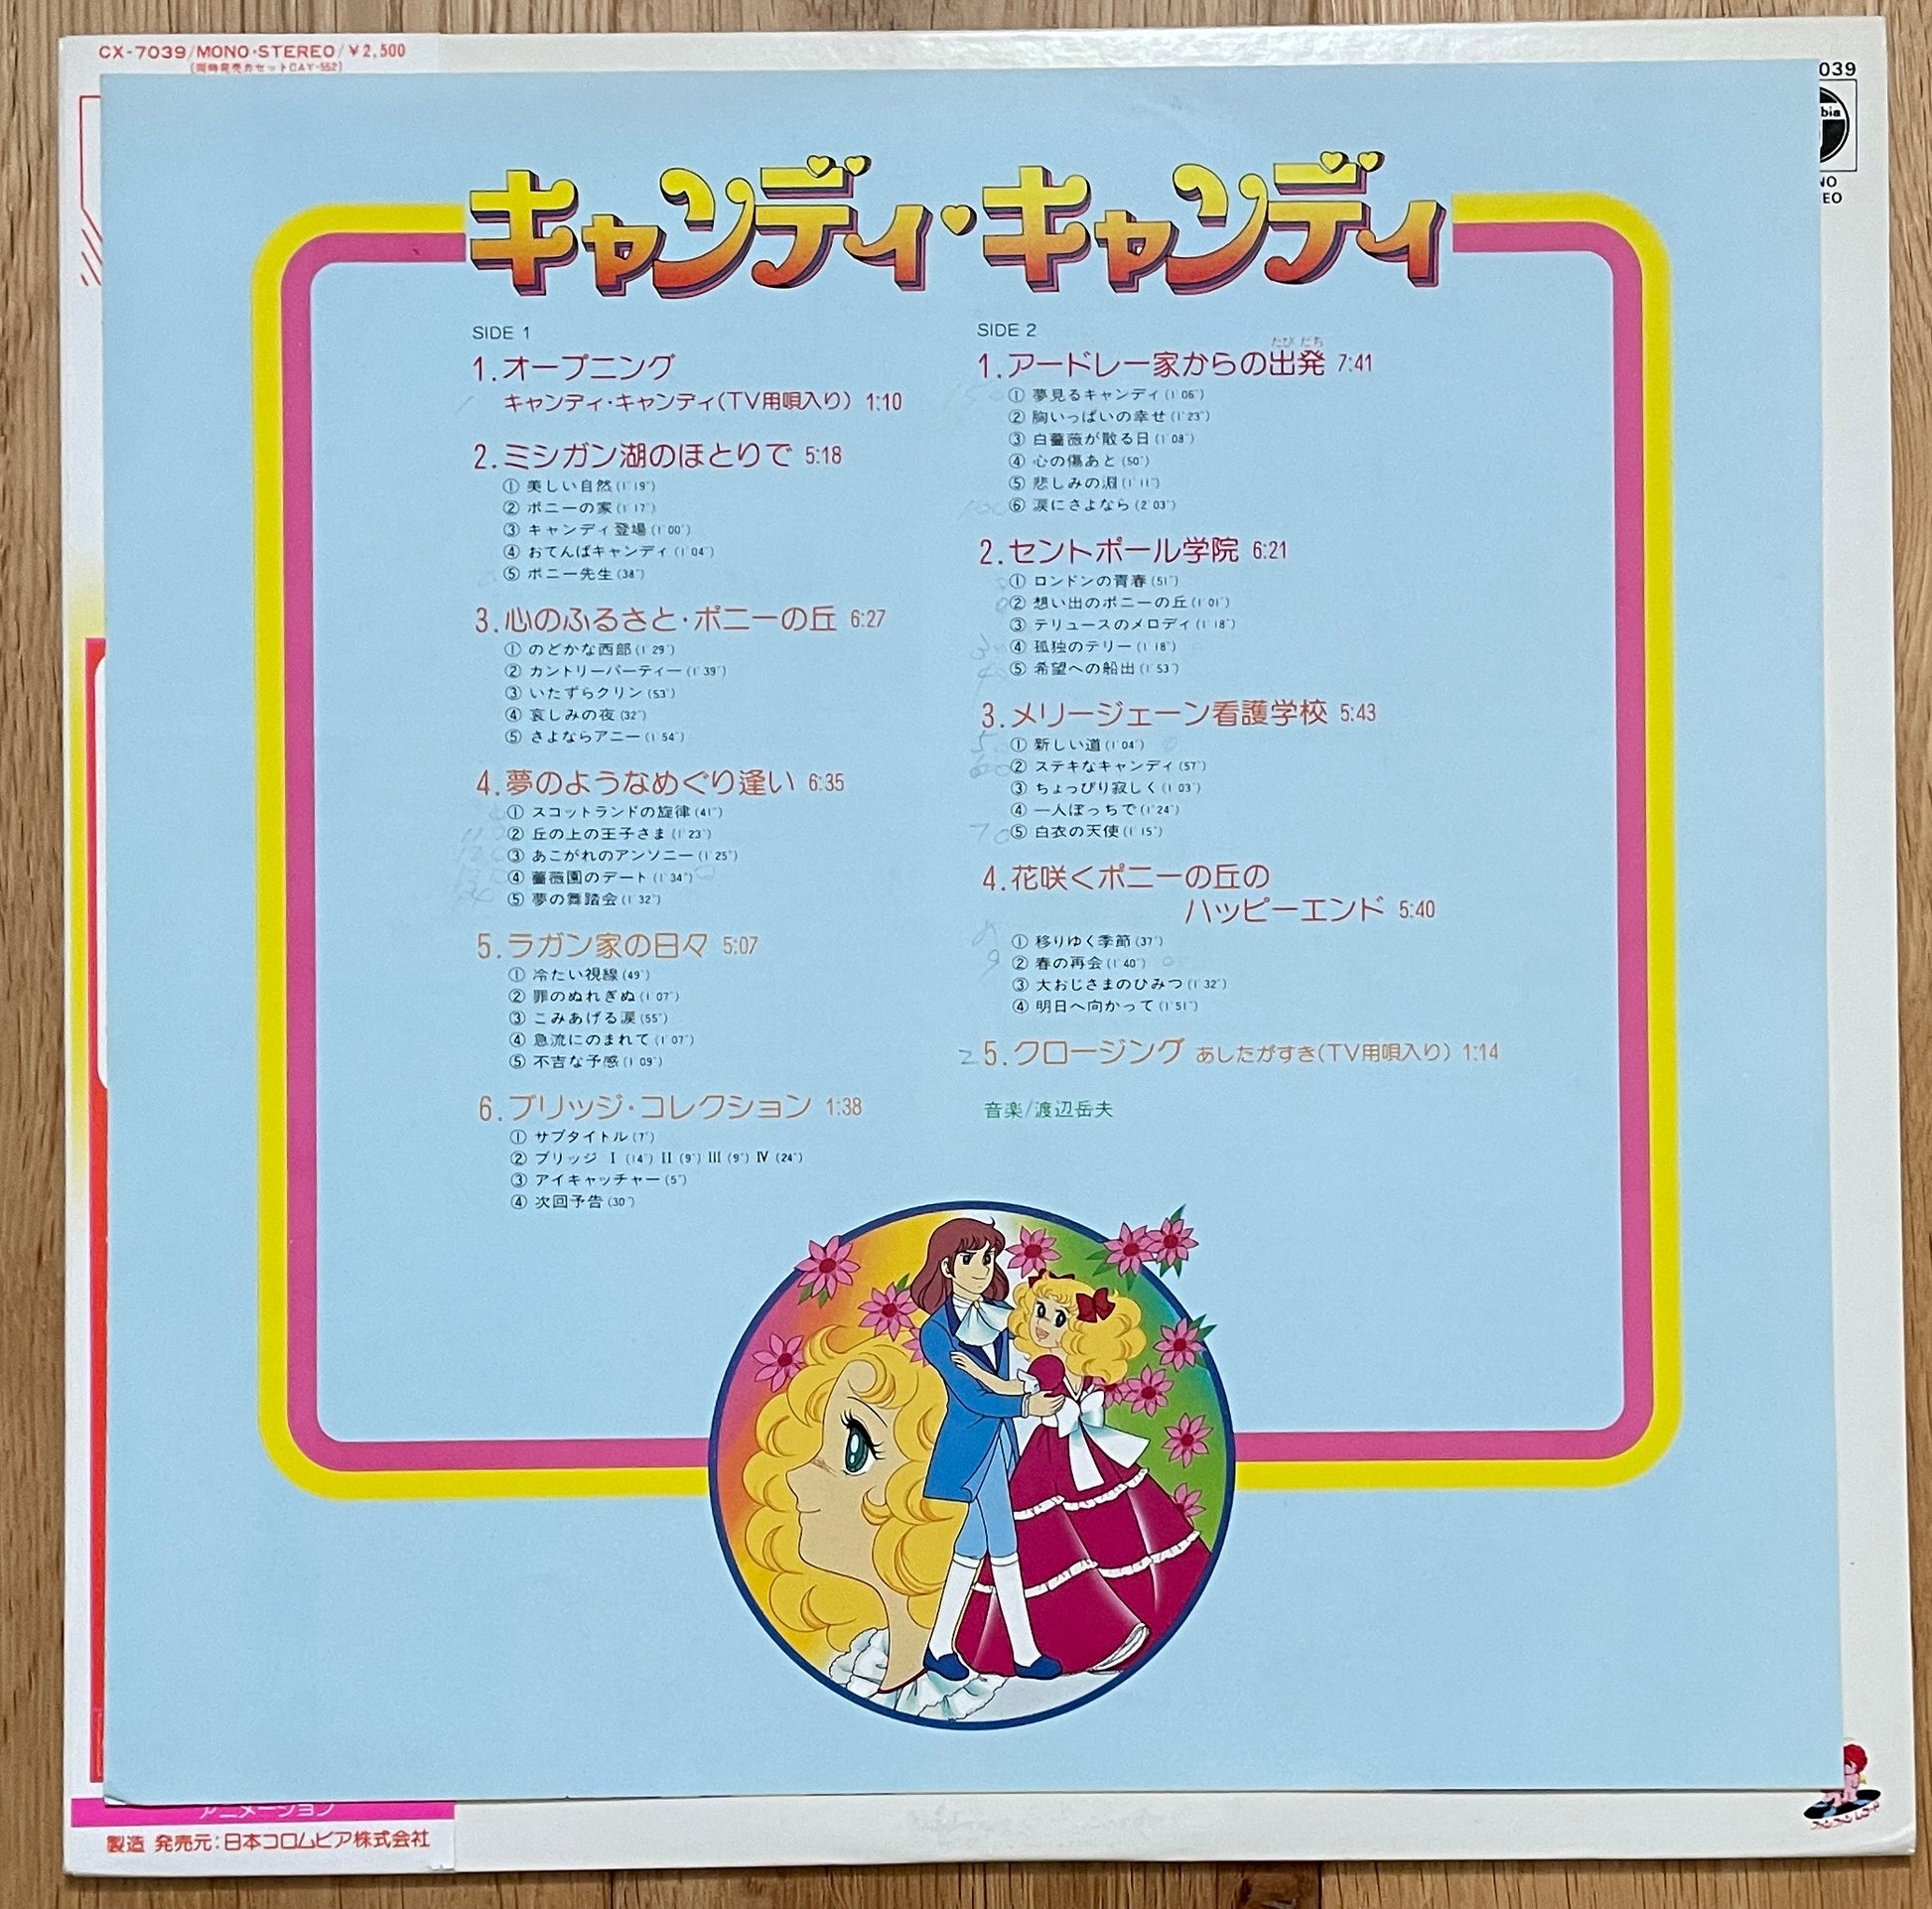 CX-7039/MONO·STEREO/¥2,500
(同時発売カセットCAY-552)
039
bia
NO
EO
キャンディ・キャンディ
SIDE 1
1.オープニング
キャンディ・キャンディ(TV用唄入り) 1:10
2.ミシガン湖のほとりで 5:18
① 美しい自然(1'19")
② ポニーの家(1'17")
③ キャンディ登場(1'00")
④ おてんばキャンディ(1'04")
⑤ ポニー先生(38")
3.心のふるさと・ポニーの丘 6:27
① のどかな西部(1'29")
② カントリーパーティー(1'39")
③ いたずらクリン(53")
④ 哀しみの夜(32")
⑤ さよならアニー(1'54")
4.夢のようなめぐり逢い 6:35
① スコットランドの旋律(41")
② 丘の上の王子さま(1'23")
③ あこがれのアンソニー(1'25")
④ 薔薇園のデート(1'34")
⑤ 夢の舞踏会(1'32")
5.ラガン家の日々 5:07
① 冷たい視線(49")
② 罪のぬれぎぬ(1'07")
③ こみあげる涙(55")
④ 急流にのまれて(1'07")
⑤ 不吉な予感(1'09")
6.ブリッジ・コレクション 1:38
① サブタイトル(7")
② ブリッジ Ⅰ(14")Ⅱ(9")Ⅲ(9")Ⅳ(24")
③ アイキャッチャー(5")
④ 次回予告(30")
SIDE 2
たび だち
1.アードレー家からの出発 7:41
① 夢見るキャンディ(1'06")
② 胸いっぱいの幸せ(1'23")
③ 白薔薇が散る日(1'08")
④ 心の傷あと(50")
⑤ 悲しみの淵(1'11")
⑥ 涙にさよなら(2'03")
2.セントポール学院 6:21
① ロンドンの青春(51")
② 想い出のポニーの丘(1'01")
③ テリュースのメロディ(1'18")
④ 孤独のテリー(1'18")
⑤ 希望への船出(1'53")
3.メリージェーン看護学校 5:43
① 新しい道(1'04")
② ステキなキャンディ(57")
③ ちょっぴり寂しく(1'03")
④ 一人ぼっちで(1'24")
70
⑤ 白衣の天使(1'15")
4.花咲くポニーの丘の
ハッピーエンド 5:40
① 移りゆく季節(37")
9
② 春の再会(1'40")
③ 大おじさまのひみつ(1'32")
④ 明日へ向かって(1'51")
2
5.クロージング あしたがすき(TV用唄入り) 1:14
音楽/渡辺岳夫
アニメーション
製造 発売元:日本コロムビア株式会社